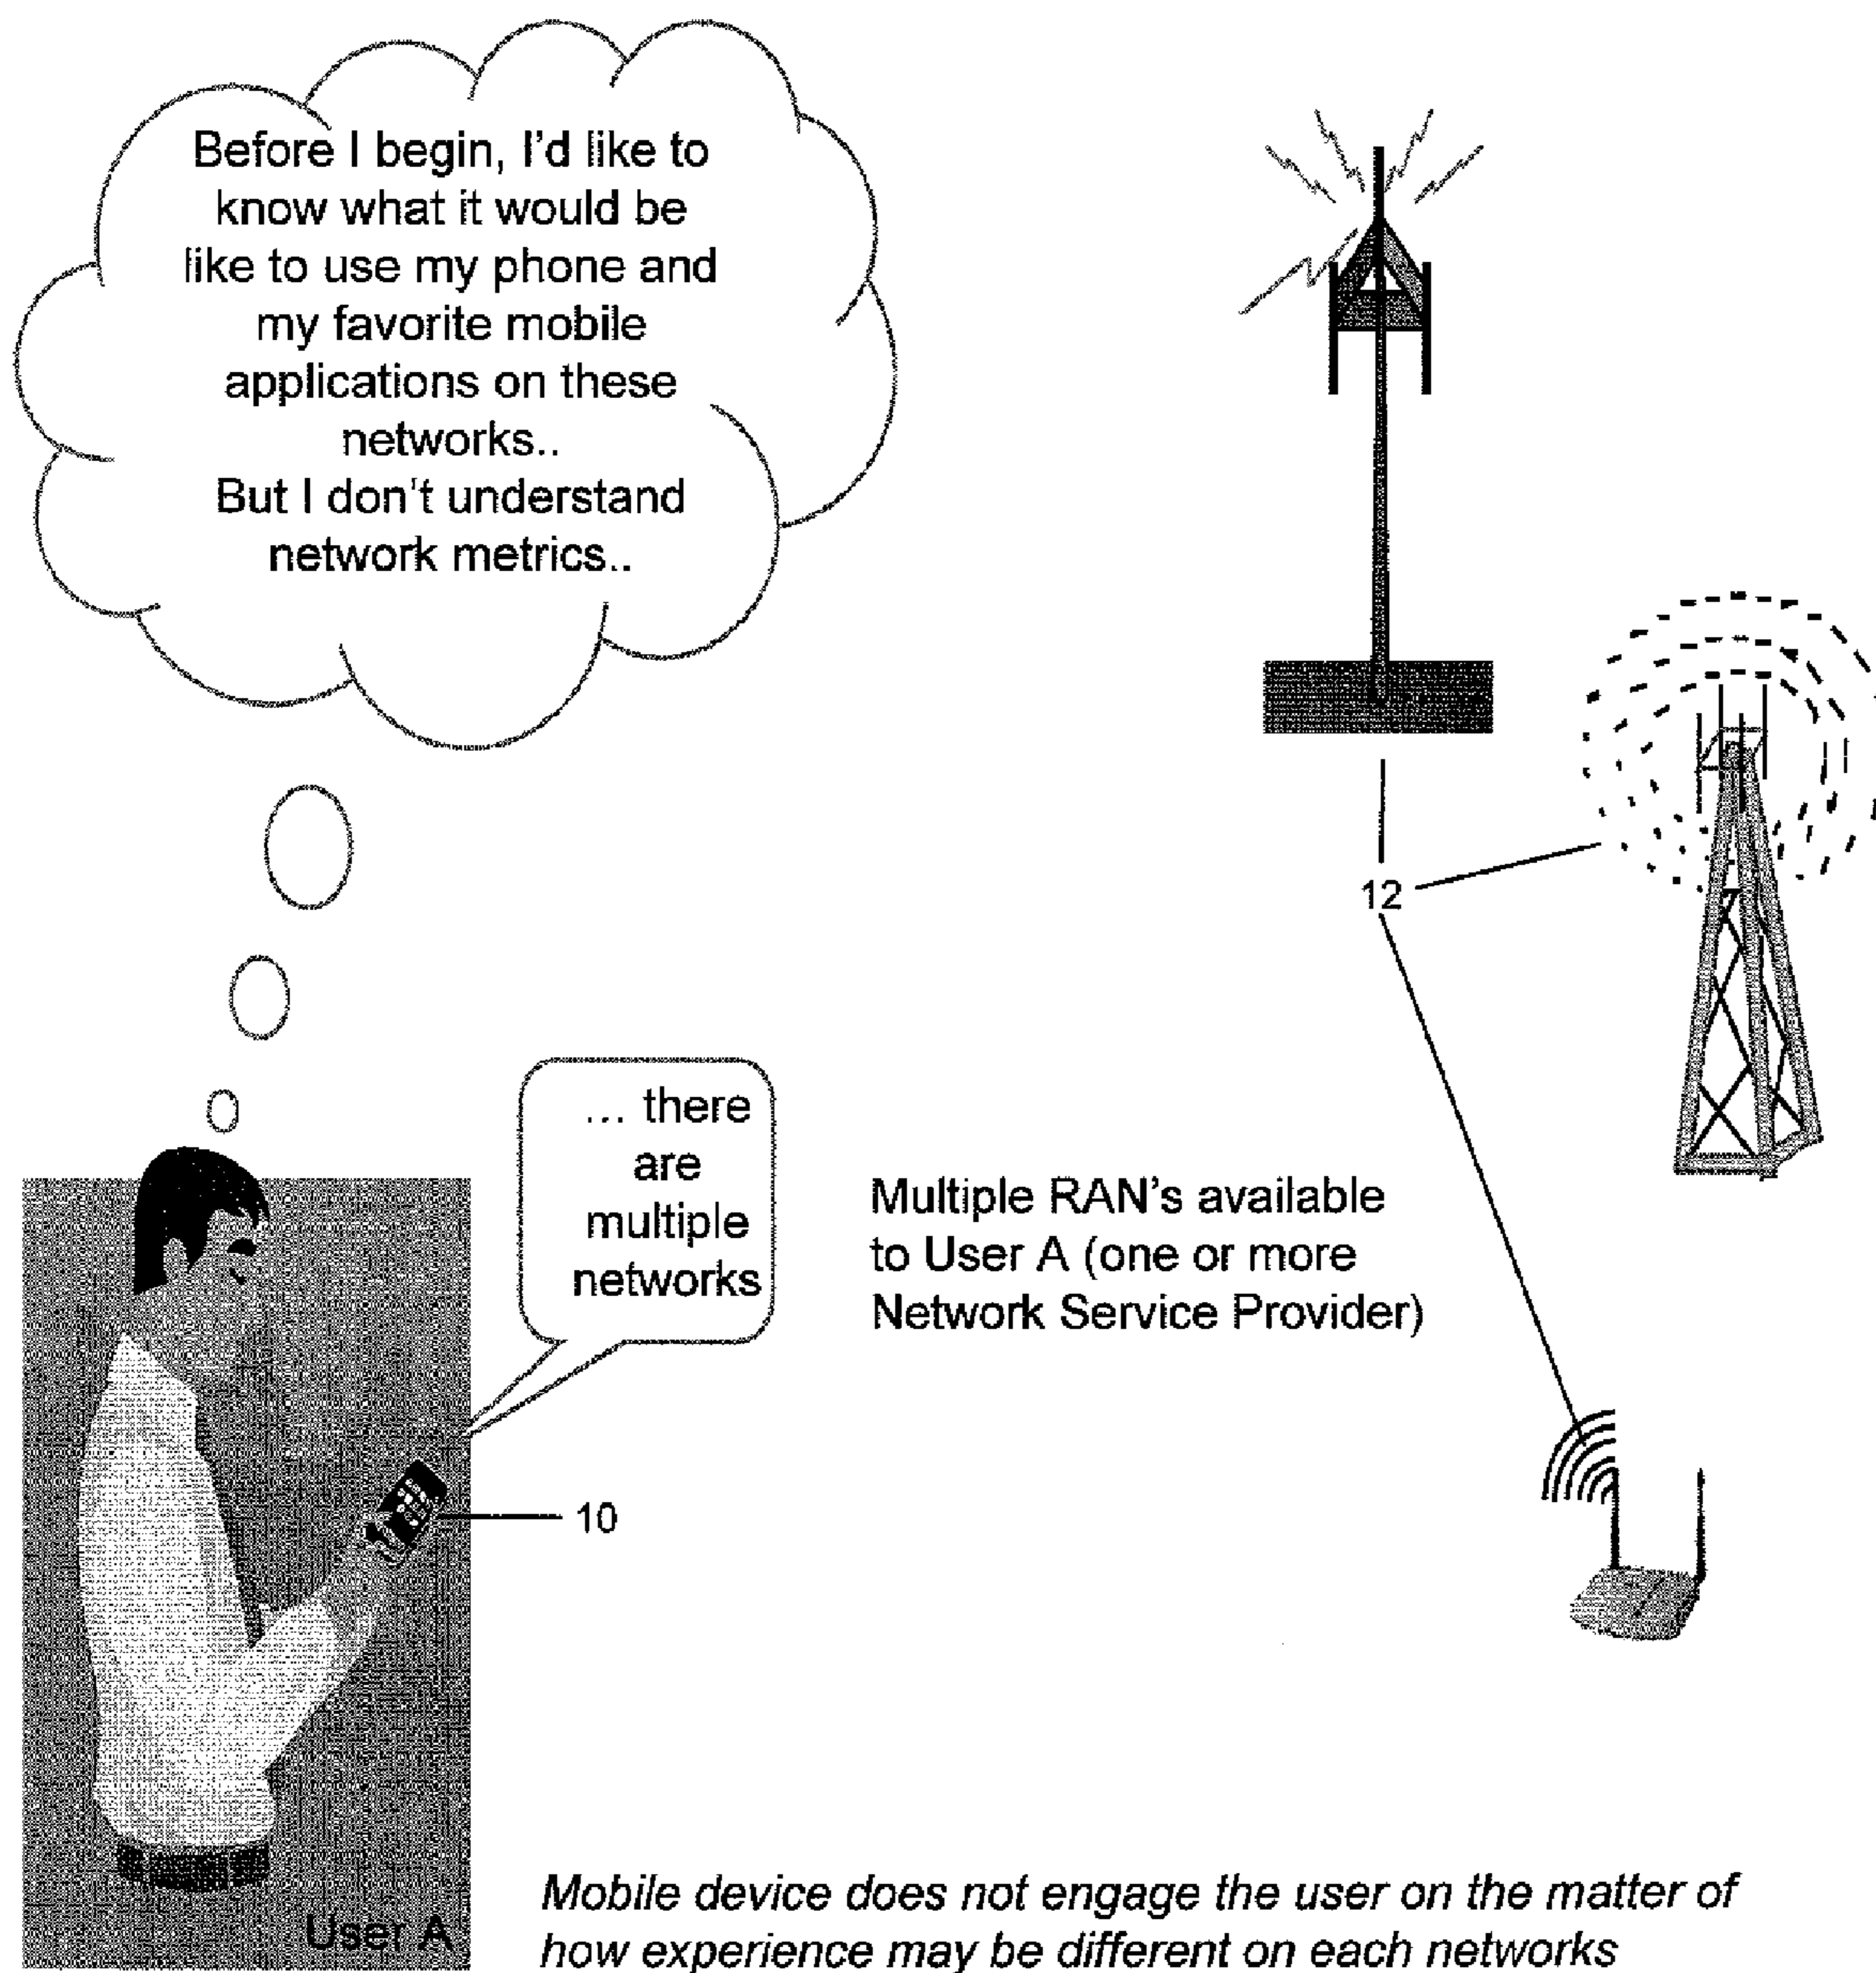 Before I begin, I'd like to
know what it would be
like to use my phone and
my favorite mobile
applications on these
networks..
But I don't understand
network metrics..
12
... there
are
multiple
networks
Multiple RAN's available
to User A (one or more
Network Service Provider)
10
User A
Mobile device does not engage the user on the matter of
how experience may be different on each networks